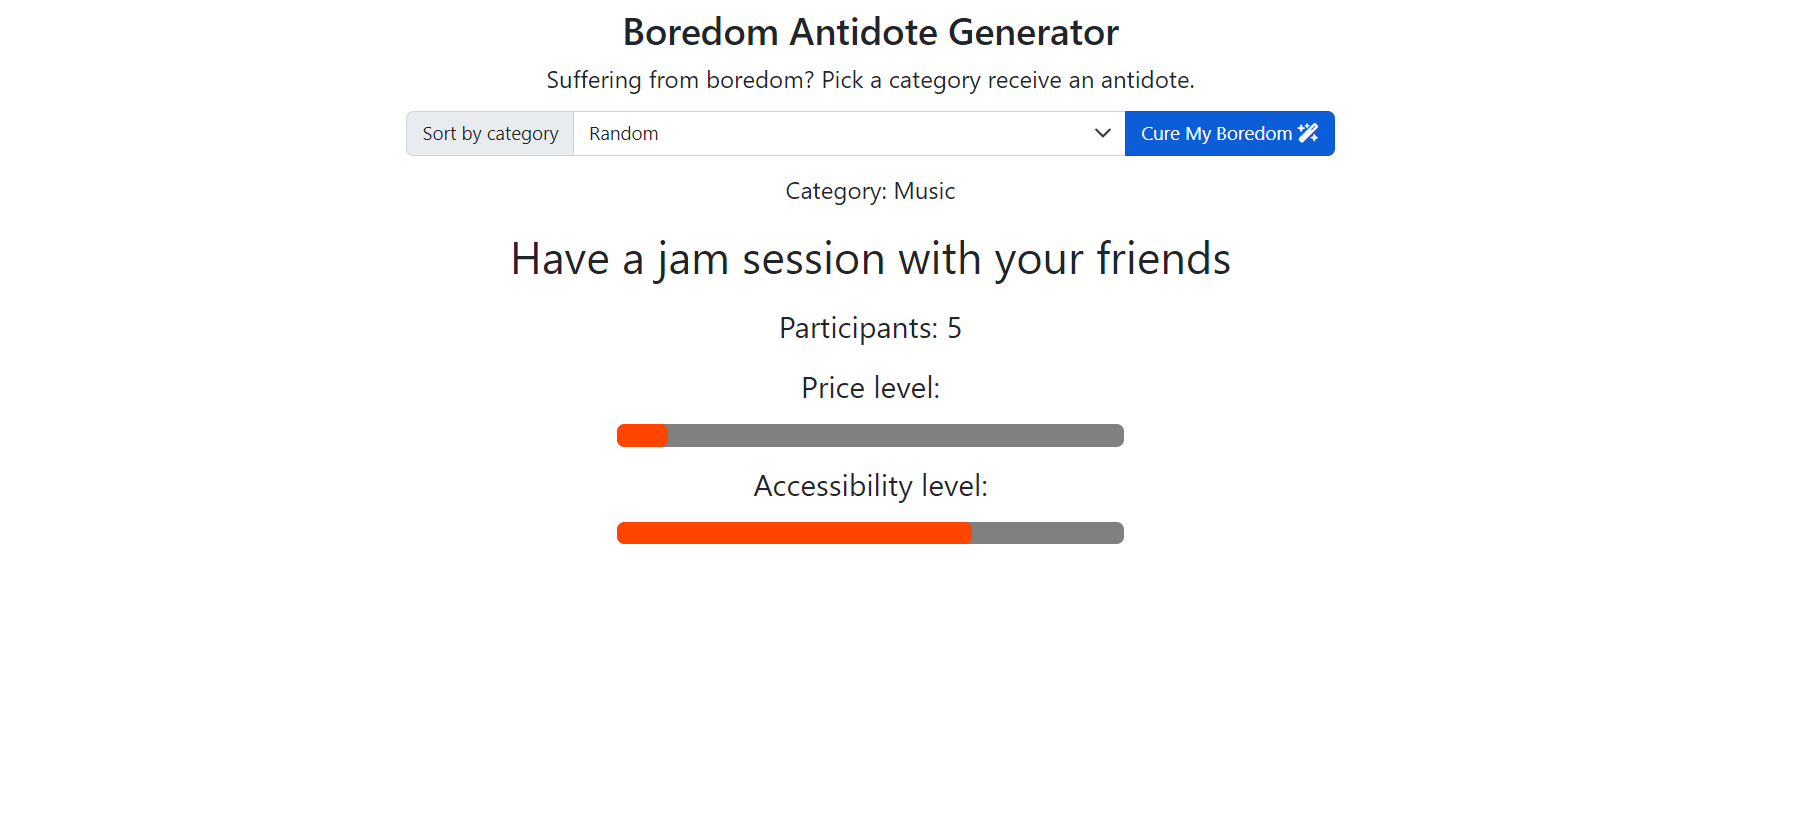 Boredom Antidote Generator
Suffering from boredom? Pick a category receive an antidote.
Sort by category Random Cure My Boredom
Category: Music
Have a jam session with your friends
Participants: 5
Price level:
Accessibility level: